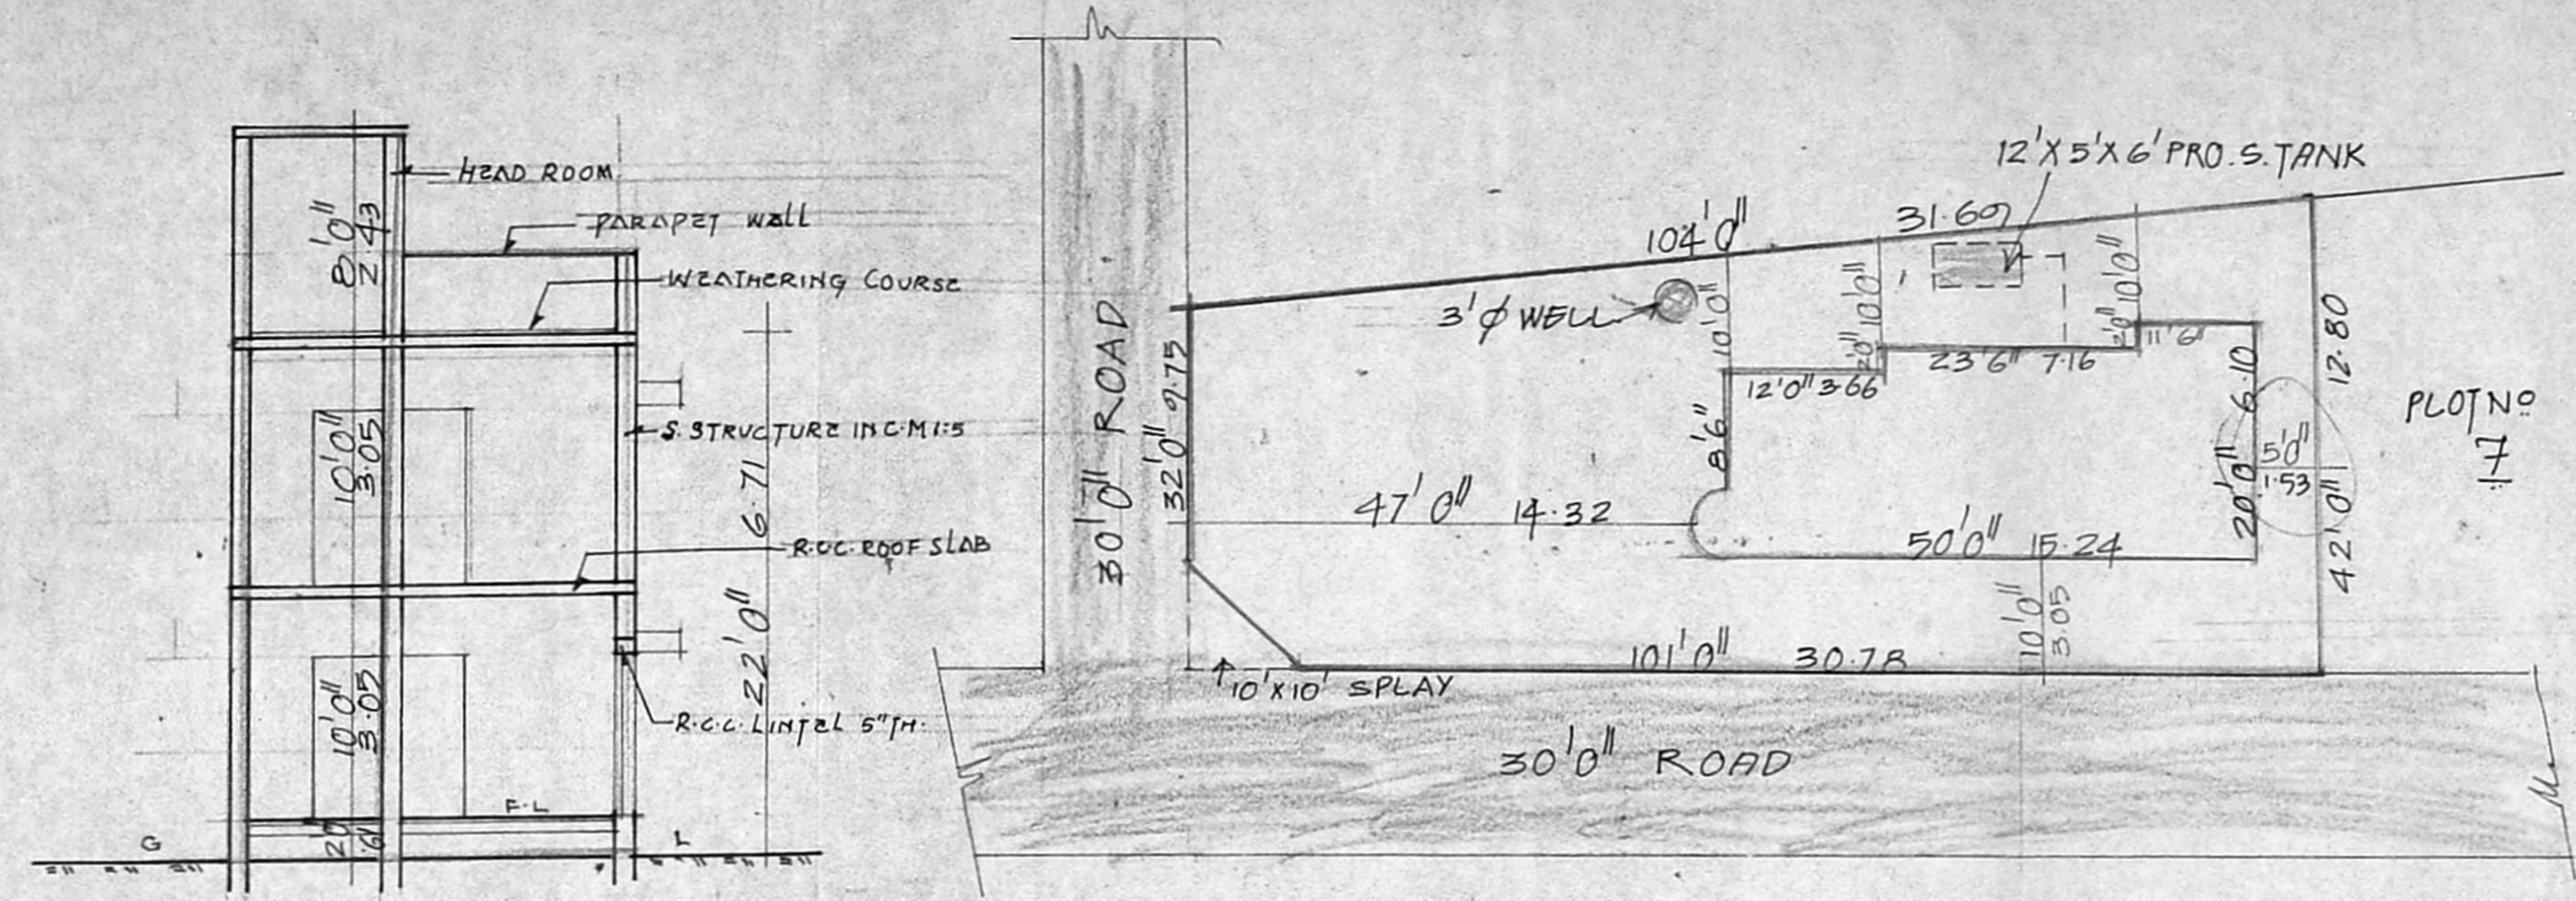 HEAD ROOM
PARAPET WALL
WEATHERING COURSE
S. STRUCTURE IN C.M 1:5
R.C.C. ROOF SLAB
R.C.C. LINTEL 5"TH.
8'0"
2.43
10'0"
3.05
10'0"
3.05
2'0"
22'0" 6.71
F.L
G
L
30'0" ROAD
32'0" 9.75
104'0" 31.69
12'X5'X6' PRO. S. TANK
3'Ø WELL
10'0"
2'0" 10'0"
2'0" 10'0"
12'0" 3.66
23'6" 7.16
11'6"
8'6"
47'0" 14.32
50'0" 15.24
20'0" 6.10
5'0"
1.53
42'0" 12.80
PLOT No
17
10'0"
3.05
101'0" 30.78
10'X10' SPLAY
30'0" ROAD